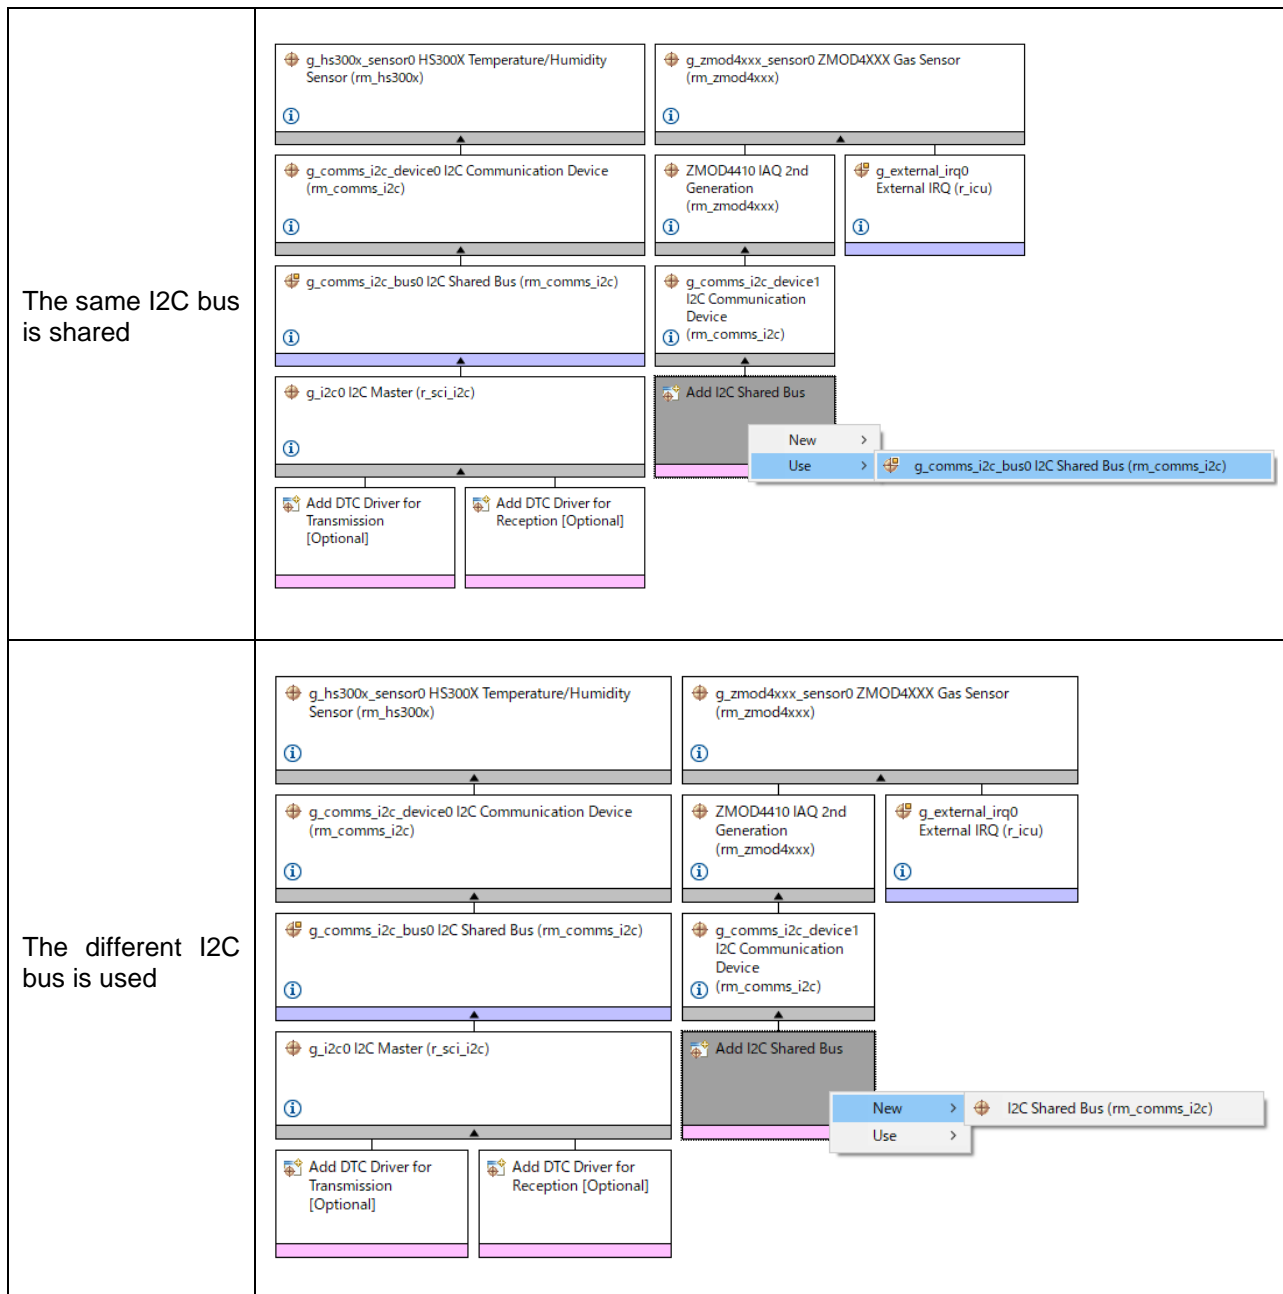 The same I2C bus
is shared
g_hs300x_sensor0 HS300X Temperature/Humidity
Sensor (rm_hs300x)
g_zmod4xxx_sensor0 ZMOD4XXX Gas Sensor
(rm_zmod4xxx)
g_comms_i2c_device0 I2C Communication Device
(rm_comms_i2c)
ZMOD4410 IAQ 2nd
Generation
(rm_zmod4xxx)
g_external_irq0
External IRQ (r_icu)
g_comms_i2c_bus0 I2C Shared Bus (rm_comms_i2c)
g_comms_i2c_device1
I2C Communication
Device
(rm_comms_i2c)
g_i2c0 I2C Master (r_sci_i2c)
Add I2C Shared Bus
New >
Use >
g_comms_i2c_bus0 I2C Shared Bus (rm_comms_i2c)
Add DTC Driver for
Transmission
[Optional]
Add DTC Driver for
Reception [Optional]
The different I2C
bus is used
g_hs300x_sensor0 HS300X Temperature/Humidity
Sensor (rm_hs300x)
g_zmod4xxx_sensor0 ZMOD4XXX Gas Sensor
(rm_zmod4xxx)
g_comms_i2c_device0 I2C Communication Device
(rm_comms_i2c)
ZMOD4410 IAQ 2nd
Generation
(rm_zmod4xxx)
g_external_irq0
External IRQ (r_icu)
g_comms_i2c_bus0 I2C Shared Bus (rm_comms_i2c)
g_comms_i2c_device1
I2C Communication
Device
(rm_comms_i2c)
g_i2c0 I2C Master (r_sci_i2c)
Add I2C Shared Bus
New >
I2C Shared Bus (rm_comms_i2c)
Use >
Add DTC Driver for
Transmission
[Optional]
Add DTC Driver for
Reception [Optional]